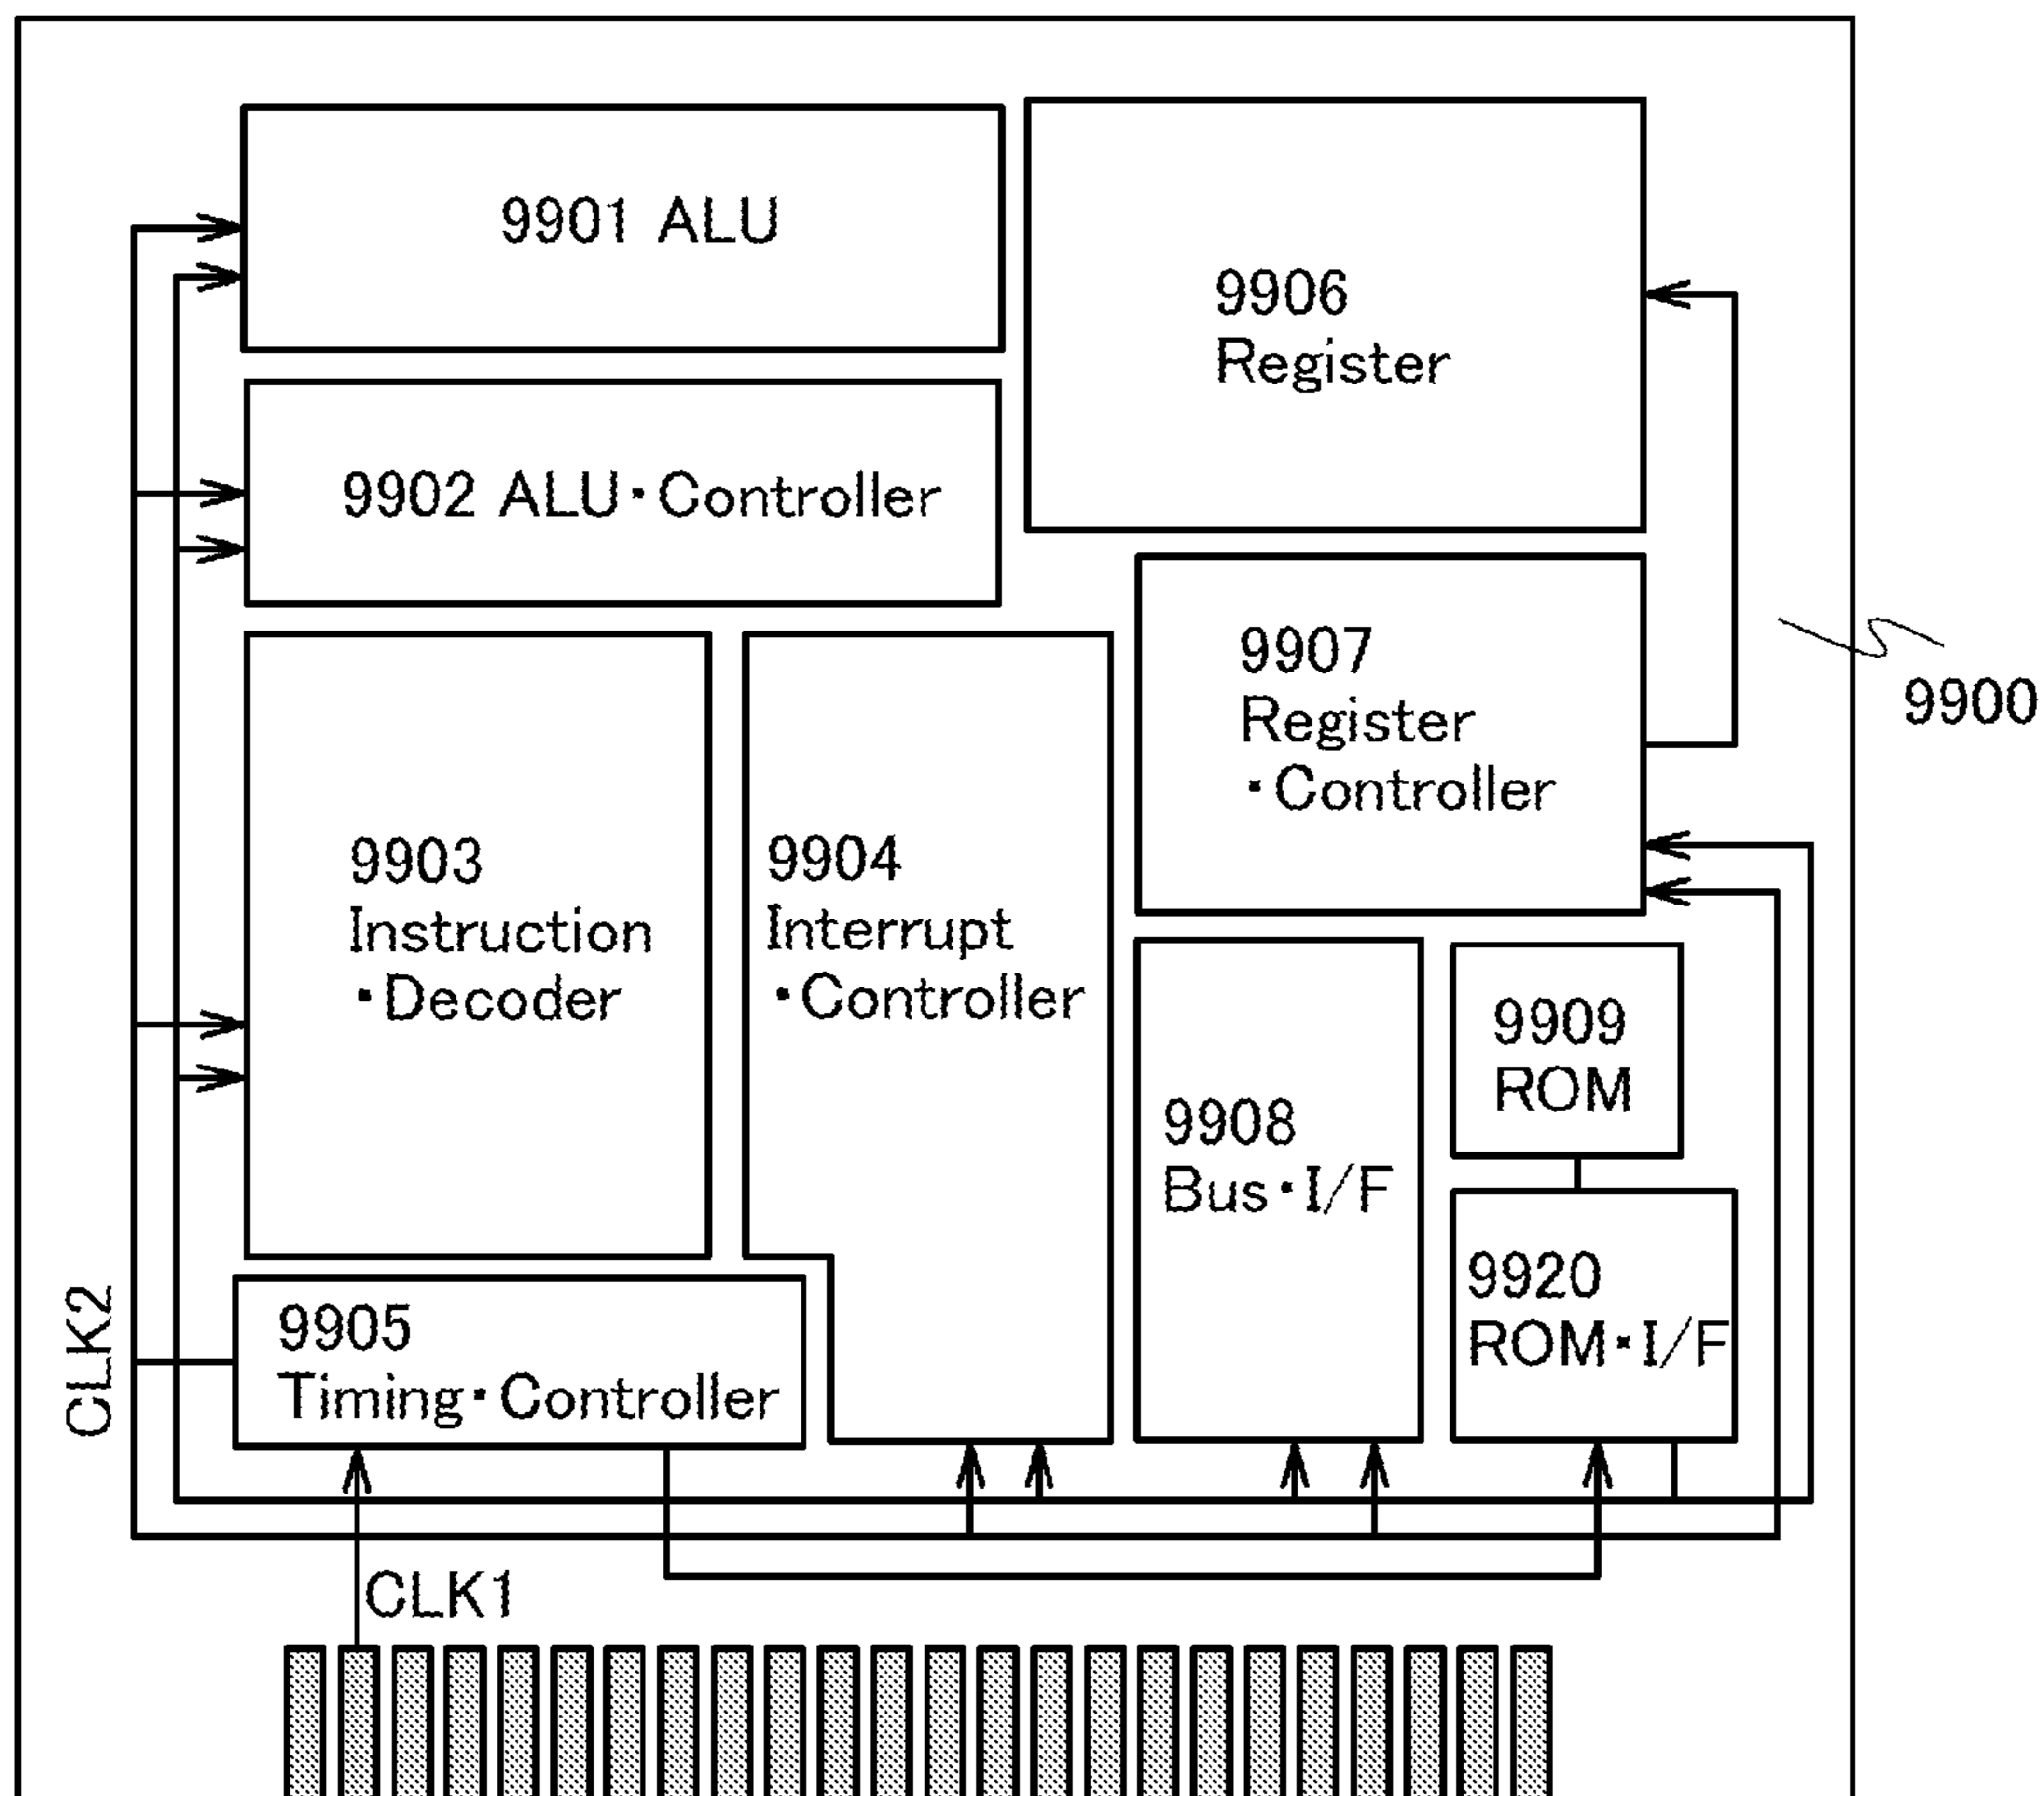 9901 ALU
9906
Register
9902 ALU・Controller
9907
Register
・Controller
9900
9903
Instruction
・Decoder
9904
Interrupt
・Controller
9909
ROM
9908
Bus・I/F
9920
ROM・I/F
9905
Timing・Controller
CLK2
CLK1